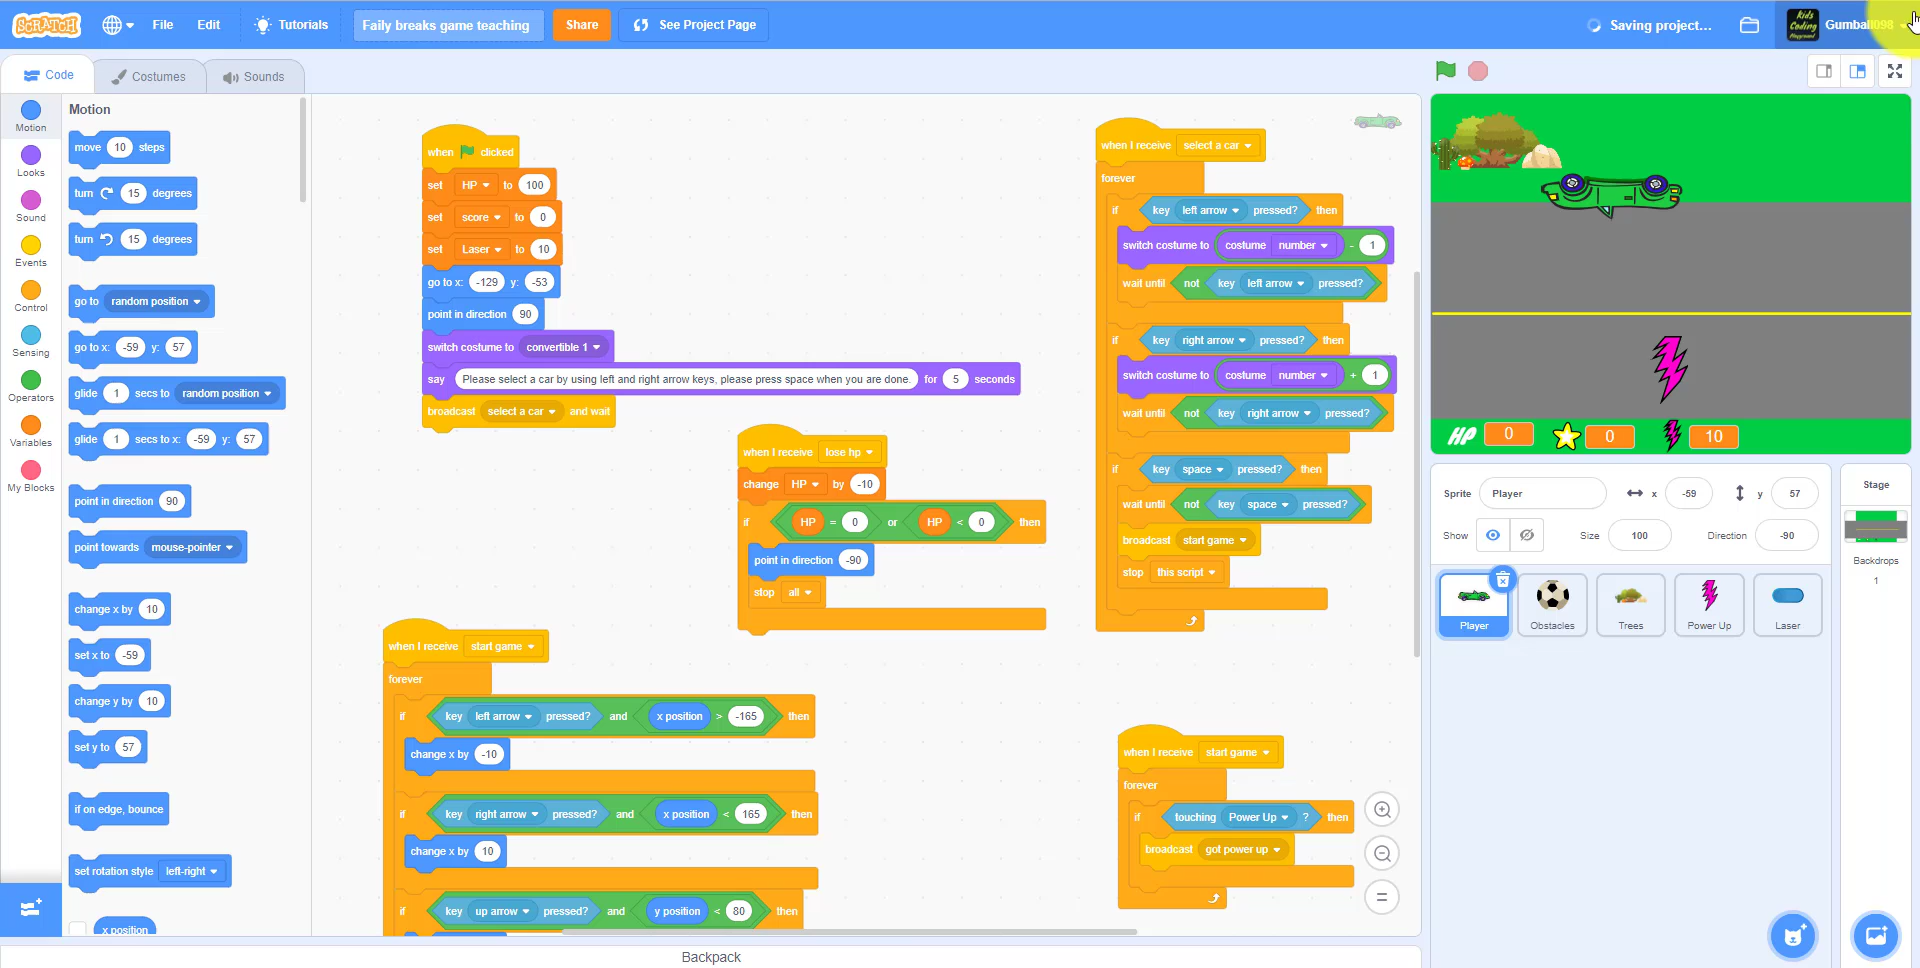 SCRATCH File Edit Tutorials Faily breaks game teaching Share See Project Page Saving project... Kids Coding Playground Gumball098
Code Costumes Sounds
Motion
Looks
Sound
Events
Control
Sensing
Operators
Variables
My Blocks
Motion
move 10 steps
turn 15 degrees
turn 15 degrees
go to random position
go to x: -59 y: 57
glide 1 secs to random position
glide 1 secs to x: -59 y: 57
point in direction 90
point towards mouse-pointer
change x by 10
set x to -59
change y by 10
set y to 57
if on edge, bounce
set rotation style left-right
x position
when clicked
set HP to 100
set score to 0
set Laser to 10
go to x: -129 y: -53
point in direction 90
switch costume to convertible 1
say Please select a car by using left and right arrow keys, please press space when you are done. for 5 seconds
broadcast select a car and wait
when I receive lose hp
change HP by -10
if HP = 0 or HP < 0 then
point in direction -90
stop all
when I receive start game
forever
if key left arrow pressed? and x position > -165 then
change x by -10
if key right arrow pressed? and x position < 165 then
change x by 10
if key up arrow pressed? and y position < 80 then
when I receive select a car
forever
if key left arrow pressed? then
switch costume to costume number - 1
wait until not key left arrow pressed?
if key right arrow pressed? then
switch costume to costume number + 1
wait until not key right arrow pressed?
if key space pressed? then
wait until not key space pressed?
broadcast start game
stop this script
when I receive start game
forever
if touching Power Up ? then
broadcast got power up
HP 0 0 10
Sprite Player x -59 y 57
Show Size 100 Direction -90
Player Obstacles Trees Power Up Laser
Stage
Backdrops
1
Backpack